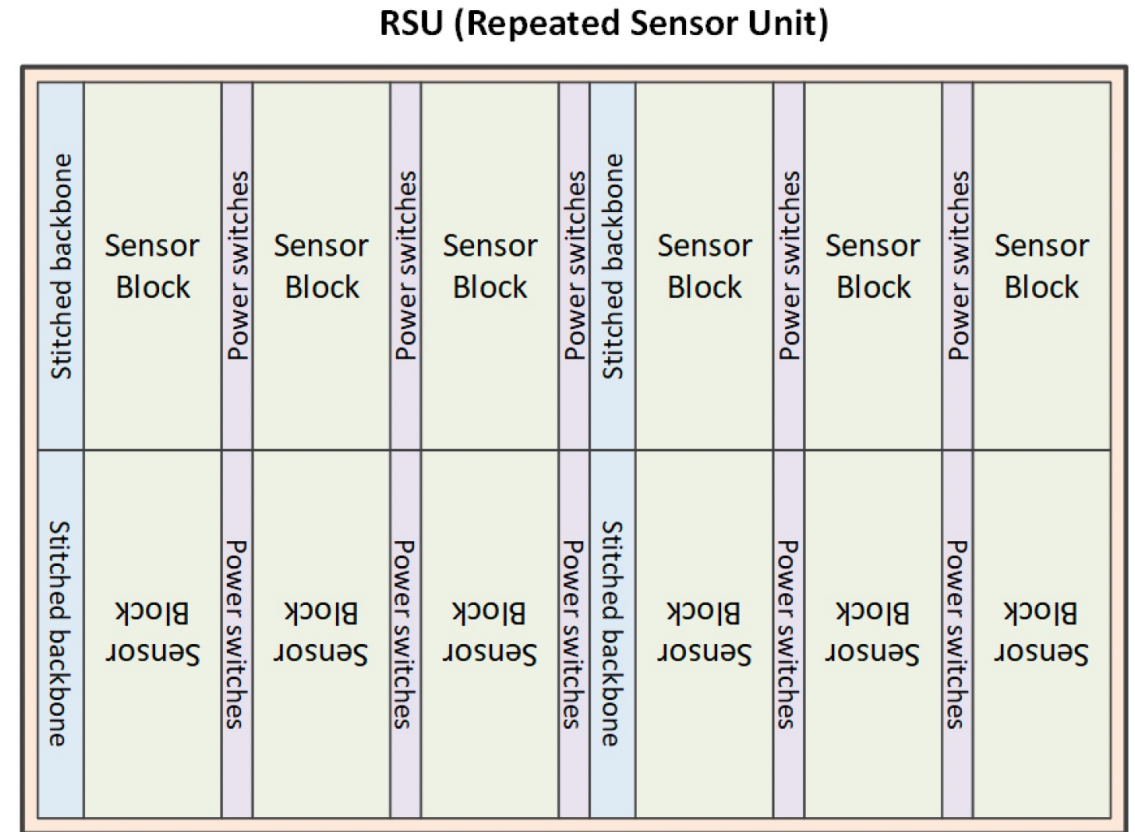 RSU (Repeated Sensor Unit)
Stitched backbone
Sensor
Block
Power switches
Sensor
Block
Power switches
Sensor
Block
Power switches
Stitched backbone
Sensor
Block
Power switches
Sensor
Block
Power switches
Sensor
Block
Stitched backbone
Sensor
Block
Power switches
Sensor
Block
Power switches
Sensor
Block
Power switches
Stitched backbone
Sensor
Block
Power switches
Sensor
Block
Power switches
Sensor
Block